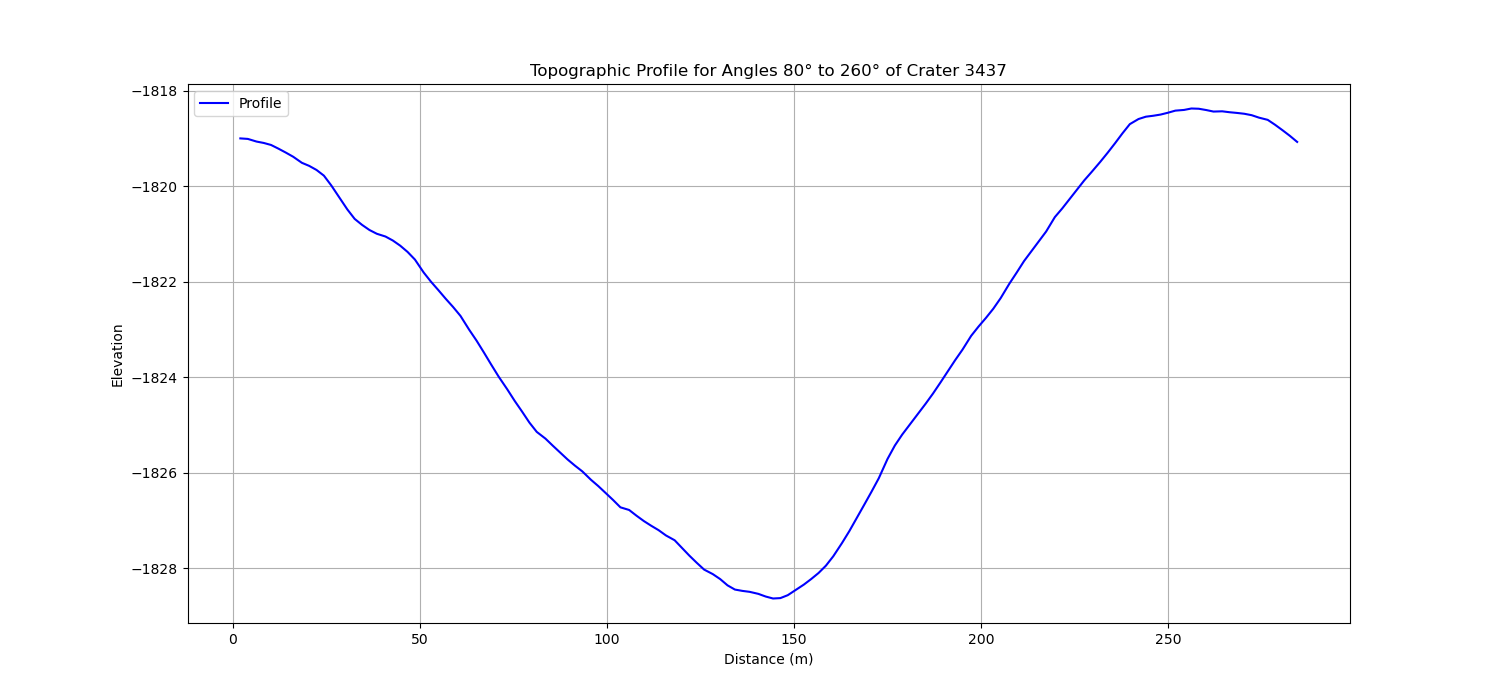 Topographic Profile for Angles 80° to 260° of Crater 3437
Profile
−1818
−1820
−1822
−1824
−1826
−1828
Elevation
0 50 100 150 200 250
Distance (m)